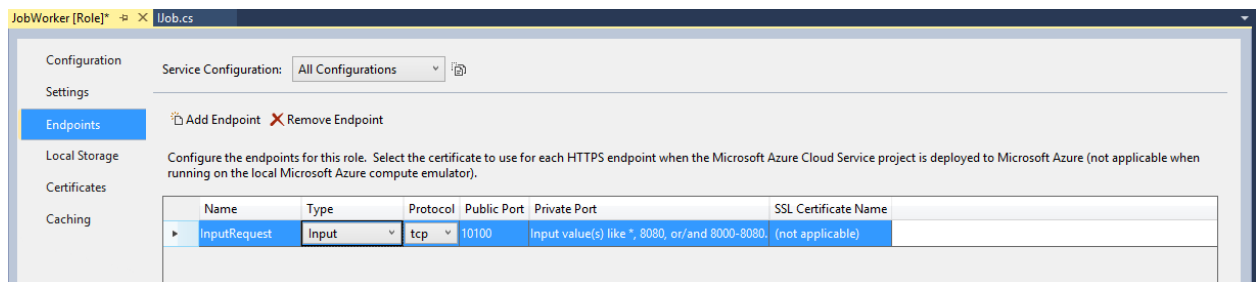 JobWorker [Role]* IJob.cs
Configuration
Settings
Endpoints
Local Storage
Certificates
Caching
Service Configuration: All Configurations
Add Endpoint Remove Endpoint
Configure the endpoints for this role. Select the certificate to use for each HTTPS endpoint when the Microsoft Azure Cloud Service project is deployed to Microsoft Azure (not applicable when
running on the local Microsoft Azure compute emulator).
Name Type Protocol Public Port Private Port SSL Certificate Name
InputRequest Input tcp 10100 Input value(s) like *, 8080, or/and 8000-8080. (not applicable)